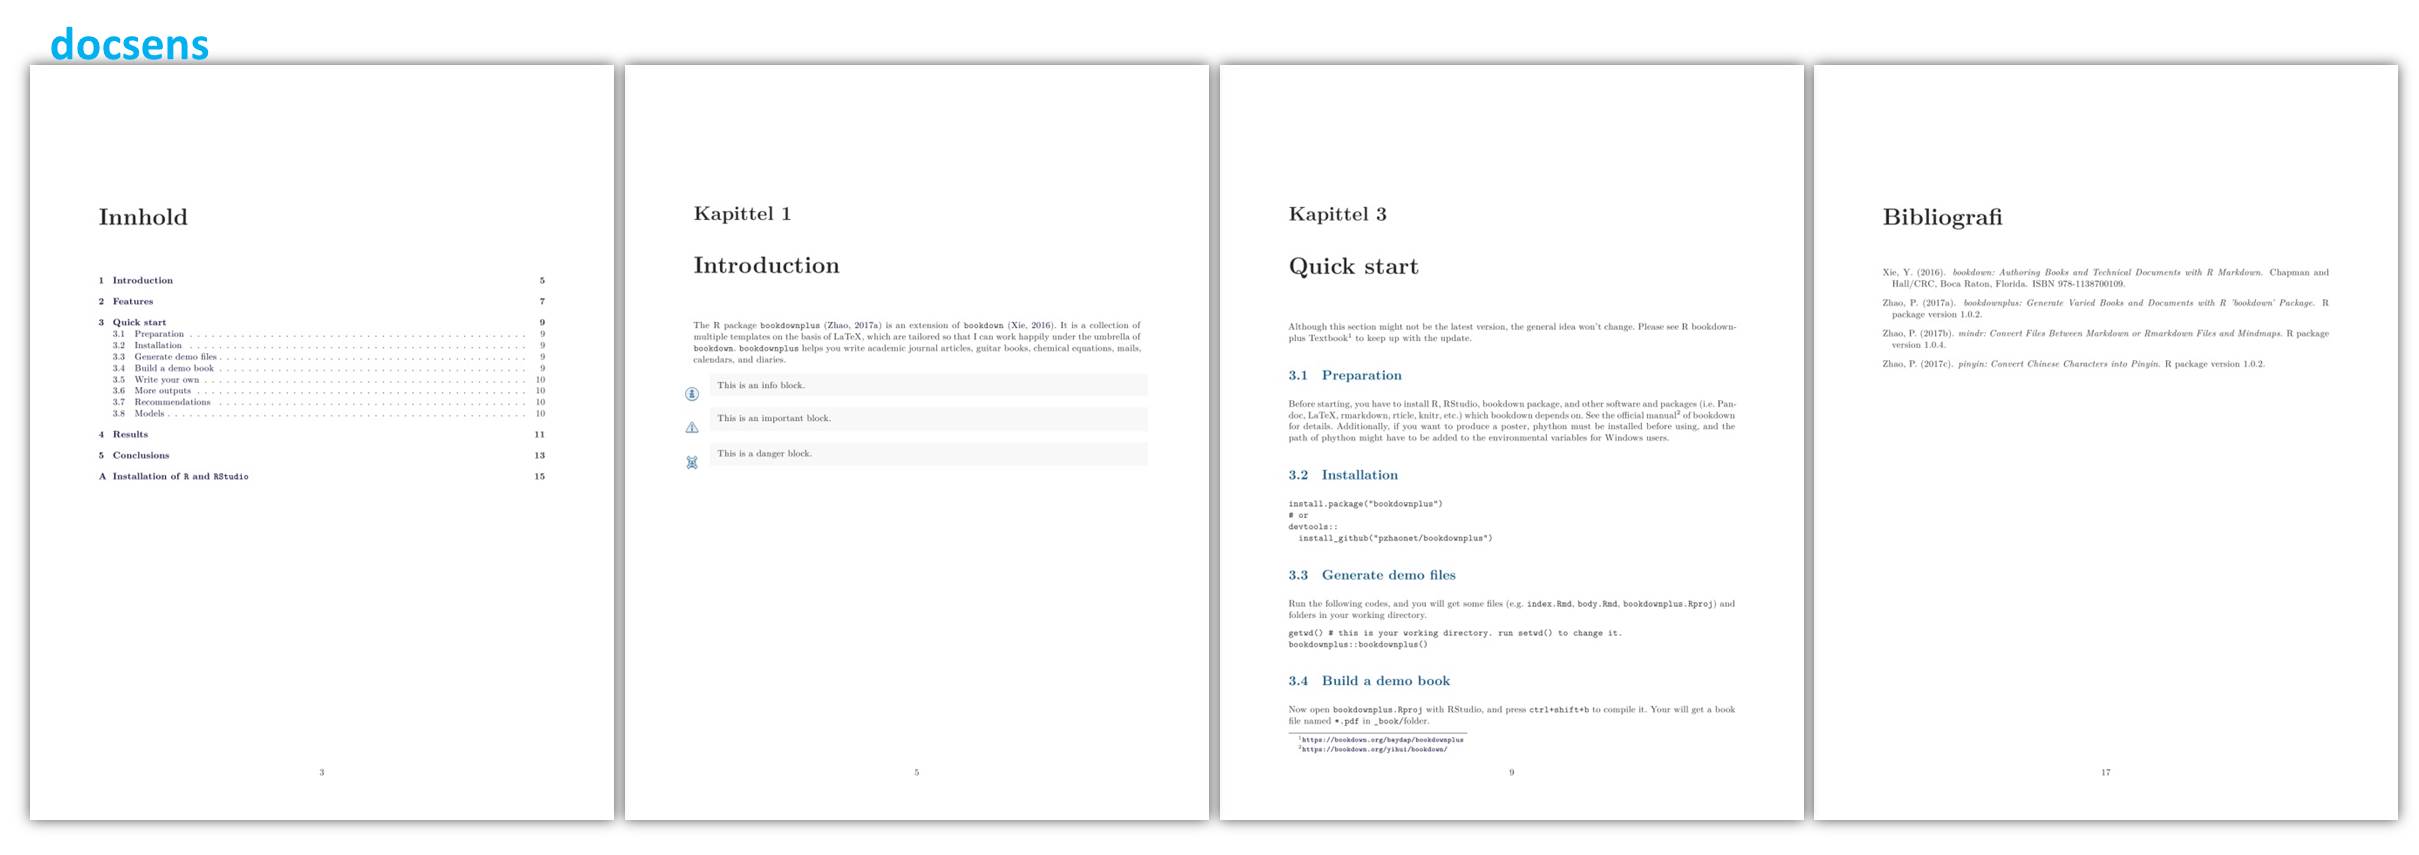 docsens
Innhold
1 Introduction 5
2 Features 7
3 Quick start 9
3.1 Preparation . . . . . . . . . . . . . . . . . . . . 9
3.2 Installation . . . . . . . . . . . . . . . . . . . . 9
3.3 Generate demo files . . . . . . . . . . . . . . . . . . . . 9
3.4 Build a demo book . . . . . . . . . . . . . . . . . . . . 9
3.5 Write your own . . . . . . . . . . . . . . . . . . . . 10
3.6 More outputs . . . . . . . . . . . . . . . . . . . . 10
3.7 Recommendations . . . . . . . . . . . . . . . . . . . . 10
3.8 Models . . . . . . . . . . . . . . . . . . . . 10
4 Results 11
5 Conclusions 13
A Installation of R and RStudio 15
3
Kapittel 1
Introduction
The R package bookdownplus (Zhao, 2017a) is an extension of bookdown (Xie, 2016). It is a collection of
multiple templates on the basis of LaTeX, which are tailored so that I can work happily under the umbrella of
bookdown. bookdownplus helps you write academic journal articles, guitar books, chemical equations, mails,
calendars, and diaries.
This is an info block.
This is an important block.
This is a danger block.
5
Kapittel 3
Quick start
Although this section might not be the latest version, the general idea won't change. Please see R bookdown-
plus Textbook1 to keep up with the update.
3.1 Preparation
Before starting, you have to install R, RStudio, bookdown package, and other software and packages (i.e. Pan-
doc, LaTeX, rmarkdown, rticle, knitr, etc.) which bookdown depends on. See the official manual2 of bookdown
for details. Additionally, if you want to produce a poster, phython must be installed before using, and the
path of phython might have to be added to the environmental variables for Windows users.
3.2 Installation
install.package("bookdownplus")
# or
devtools::
install_github("pzhaonet/bookdownplus")
3.3 Generate demo files
Run the following codes, and you will get some files (e.g. index.Rmd, body.Rmd, bookdownplus.Rproj) and
folders in your working directory.
getwd() # this is your working directory. run setwd() to change it.
bookdownplus::bookdownplus()
3.4 Build a demo book
Now open bookdownplus.Rproj with RStudio, and press ctrl+shift+b to compile it. Your will get a book
file named *.pdf in _book/folder.
1https://bookdown.org/baydap/bookdownplus
2https://bookdown.org/yihui/bookdown/
9
Bibliografi
Xie, Y. (2016). bookdown: Authoring Books and Technical Documents with R Markdown. Chapman and
Hall/CRC, Boca Raton, Florida. ISBN 978-1138700109.
Zhao, P. (2017a). bookdownplus: Generate Varied Books and Documents with R 'bookdown' Package. R
package version 1.0.2.
Zhao, P. (2017b). mindr: Convert Files Between Markdown or Rmarkdown Files and Mindmaps. R package
version 1.0.4.
Zhao, P. (2017c). pinyin: Convert Chinese Characters into Pinyin. R package version 1.0.2.
17